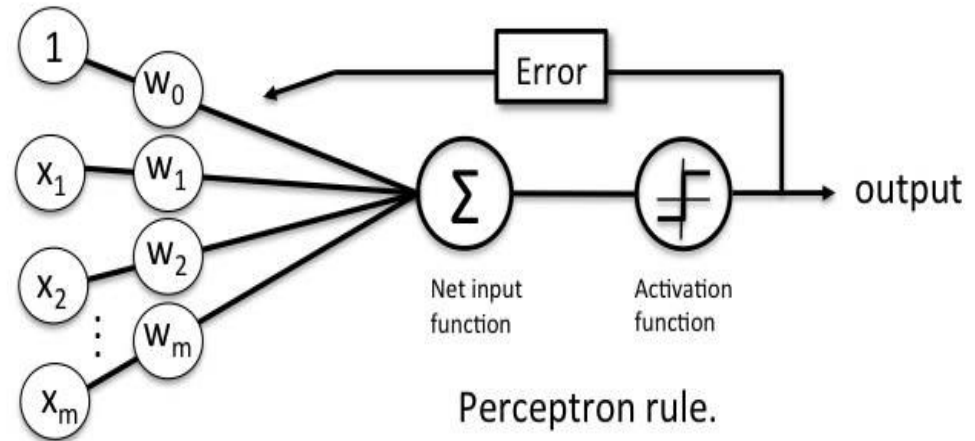 1
w₀
Error
x₁
w₁
Σ
output
x₂
w₂
⋮
xₘ
wₘ
Net input
function
Activation
function
Perceptron rule.